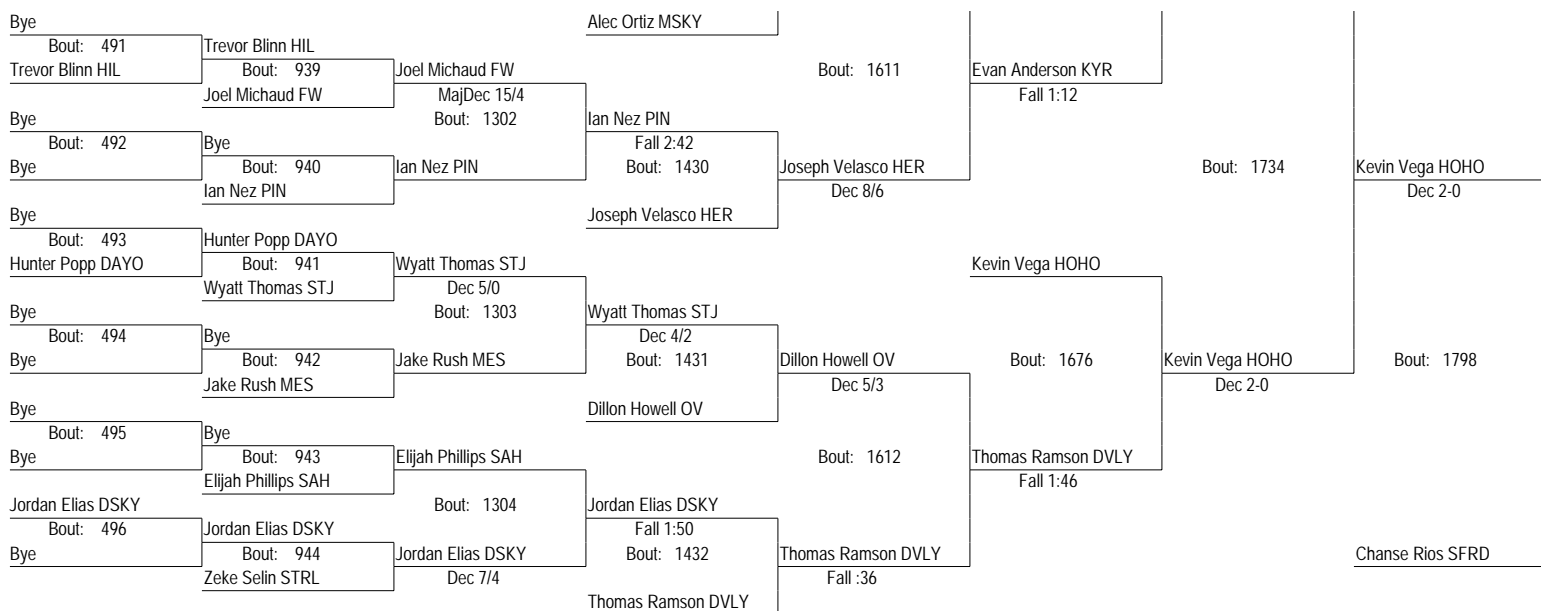 Bye
Alec Ortiz MSKY
Bout: 491
Trevor Blinn HIL
Trevor Blinn HIL
Bout: 939
Joel Michaud FW
Bout: 1611
Evan Anderson KYR
Joel Michaud FW
MajDec 15/4
Fall 1:12
Bye
Bout: 1302
Ian Nez PIN
Bout: 492
Bye
Fall 2:42
Bye
Bout: 940
Ian Nez PIN
Bout: 1430
Joseph Velasco HER
Bout: 1734
Kevin Vega HOHO
Ian Nez PIN
Dec 8/6
Dec 2-0
Bye
Joseph Velasco HER
Bout: 493
Hunter Popp DAYO
Hunter Popp DAYO
Bout: 941
Wyatt Thomas STJ
Kevin Vega HOHO
Wyatt Thomas STJ
Dec 5/0
Bye
Bout: 1303
Wyatt Thomas STJ
Bout: 494
Bye
Dec 4/2
Bye
Bout: 942
Jake Rush MES
Bout: 1431
Dillon Howell OV
Bout: 1676
Kevin Vega HOHO
Bout: 1798
Jake Rush MES
Dec 5/3
Dec 2-0
Bye
Dillon Howell OV
Bout: 495
Bye
Bye
Bout: 943
Elijah Phillips SAH
Bout: 1612
Thomas Ramson DVLY
Elijah Phillips SAH
Fall 1:46
Jordan Elias DSKY
Bout: 1304
Jordan Elias DSKY
Bout: 496
Jordan Elias DSKY
Fall 1:50
Bye
Bout: 944
Jordan Elias DSKY
Bout: 1432
Thomas Ramson DVLY
Chanse Rios SFRD
Zeke Selin STRL
Dec 7/4
Fall :36
Thomas Ramson DVLY